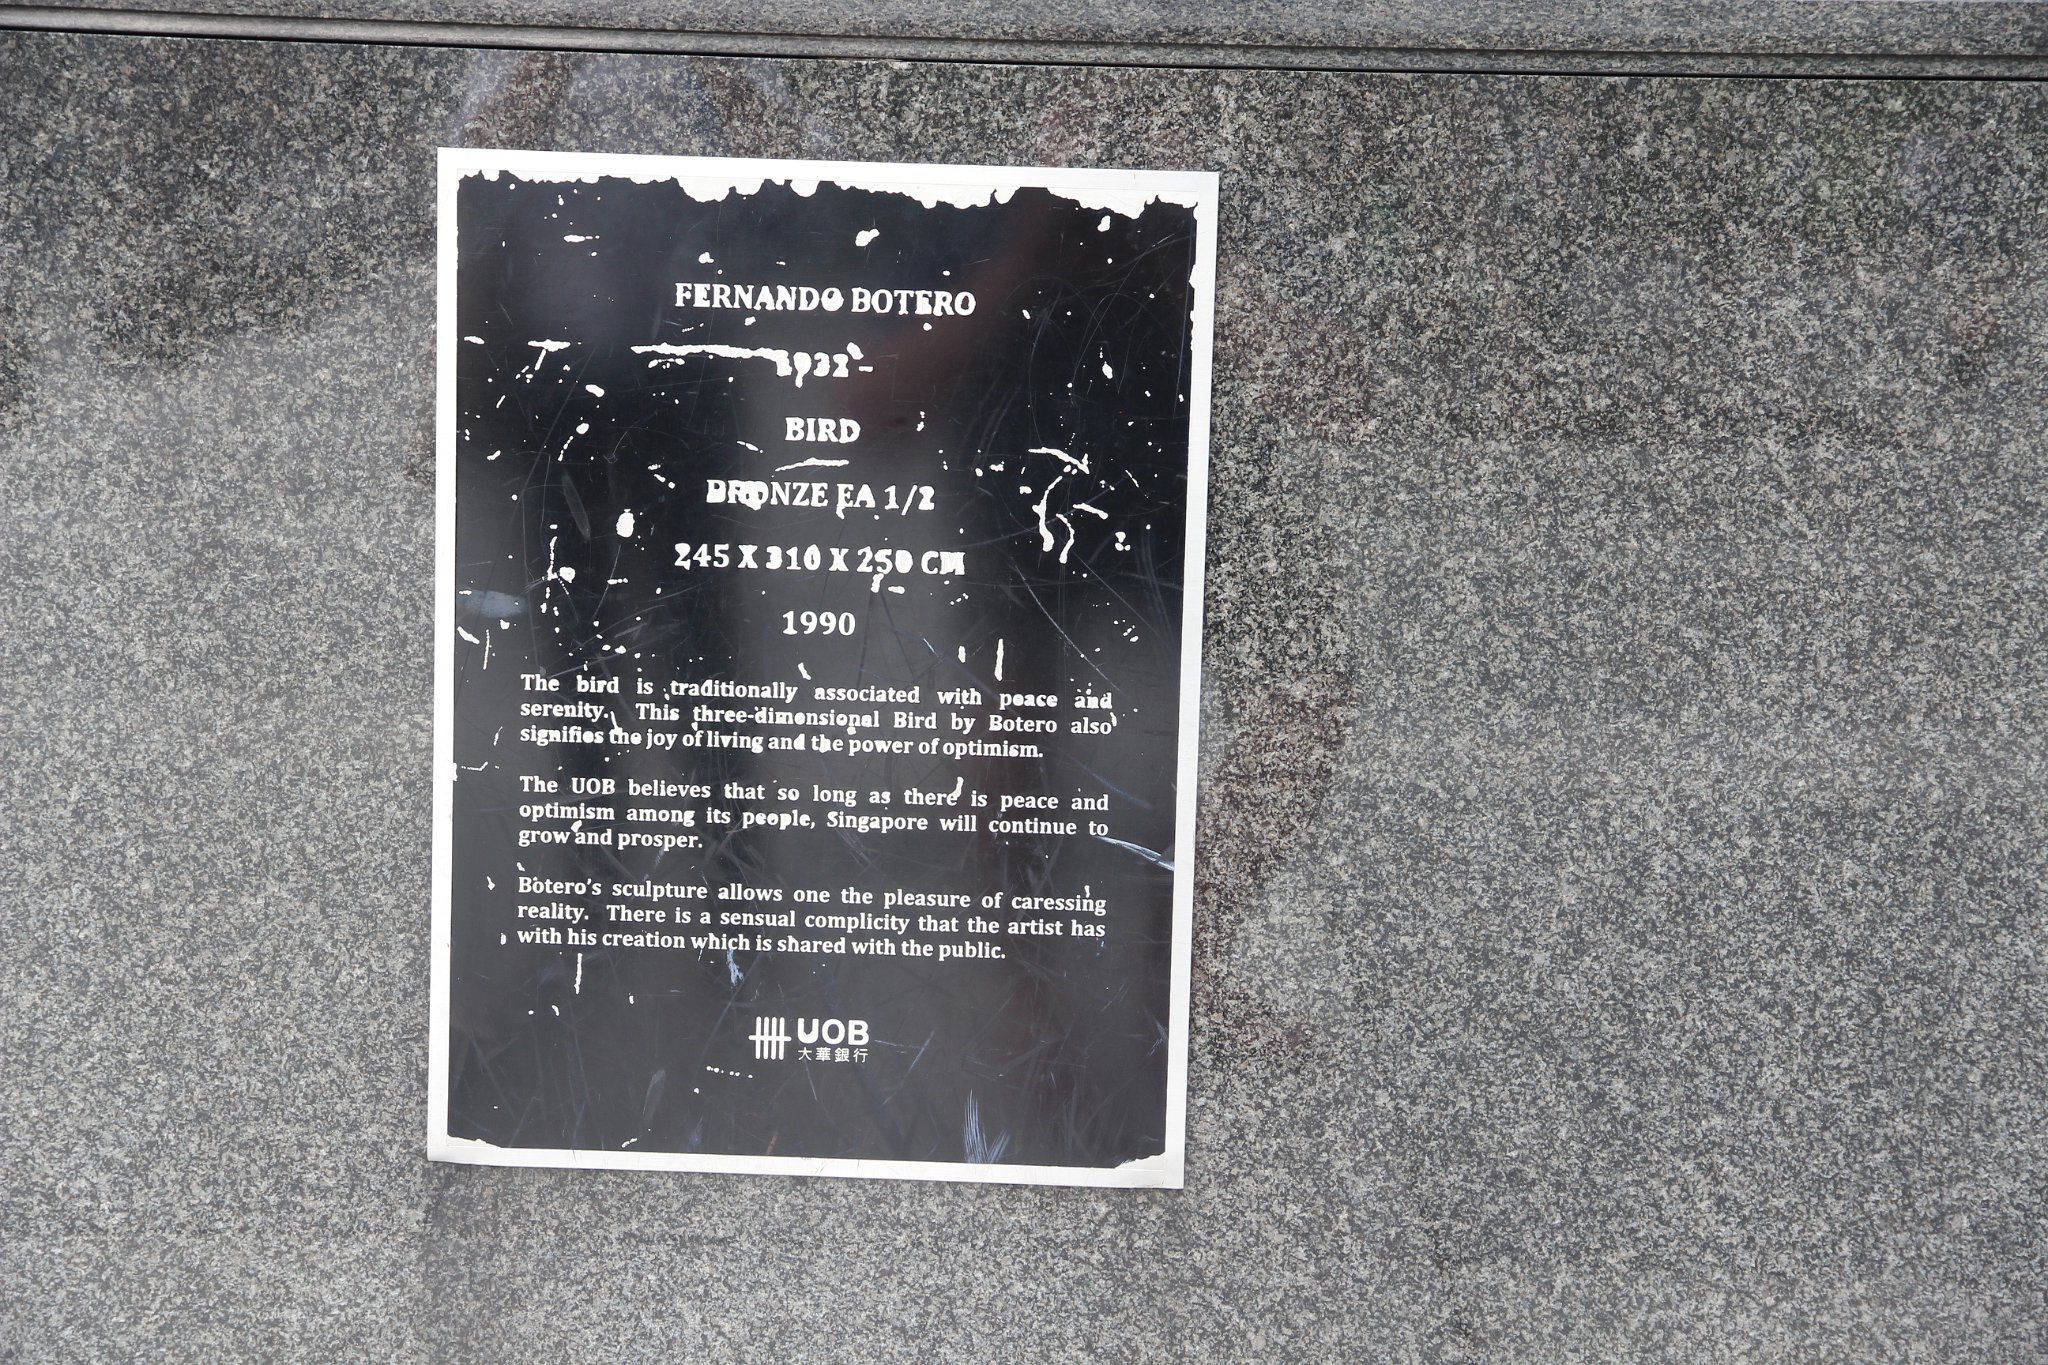 FERNANDO BOTERO
1932 -
BIRD
BRONZE EA 1/2
245 X 310 X 250 CM
1990
The bird is traditionally associated with peace and
serenity. This three-dimensional Bird by Botero also
signifies the joy of living and the power of optimism.
The UOB believes that so long as there is peace and
optimism among its people, Singapore will continue to
grow and prosper.
Botero's sculpture allows one the pleasure of caressing
reality. There is a sensual complicity that the artist has
with his creation which is shared with the public.
UOB
大華銀行